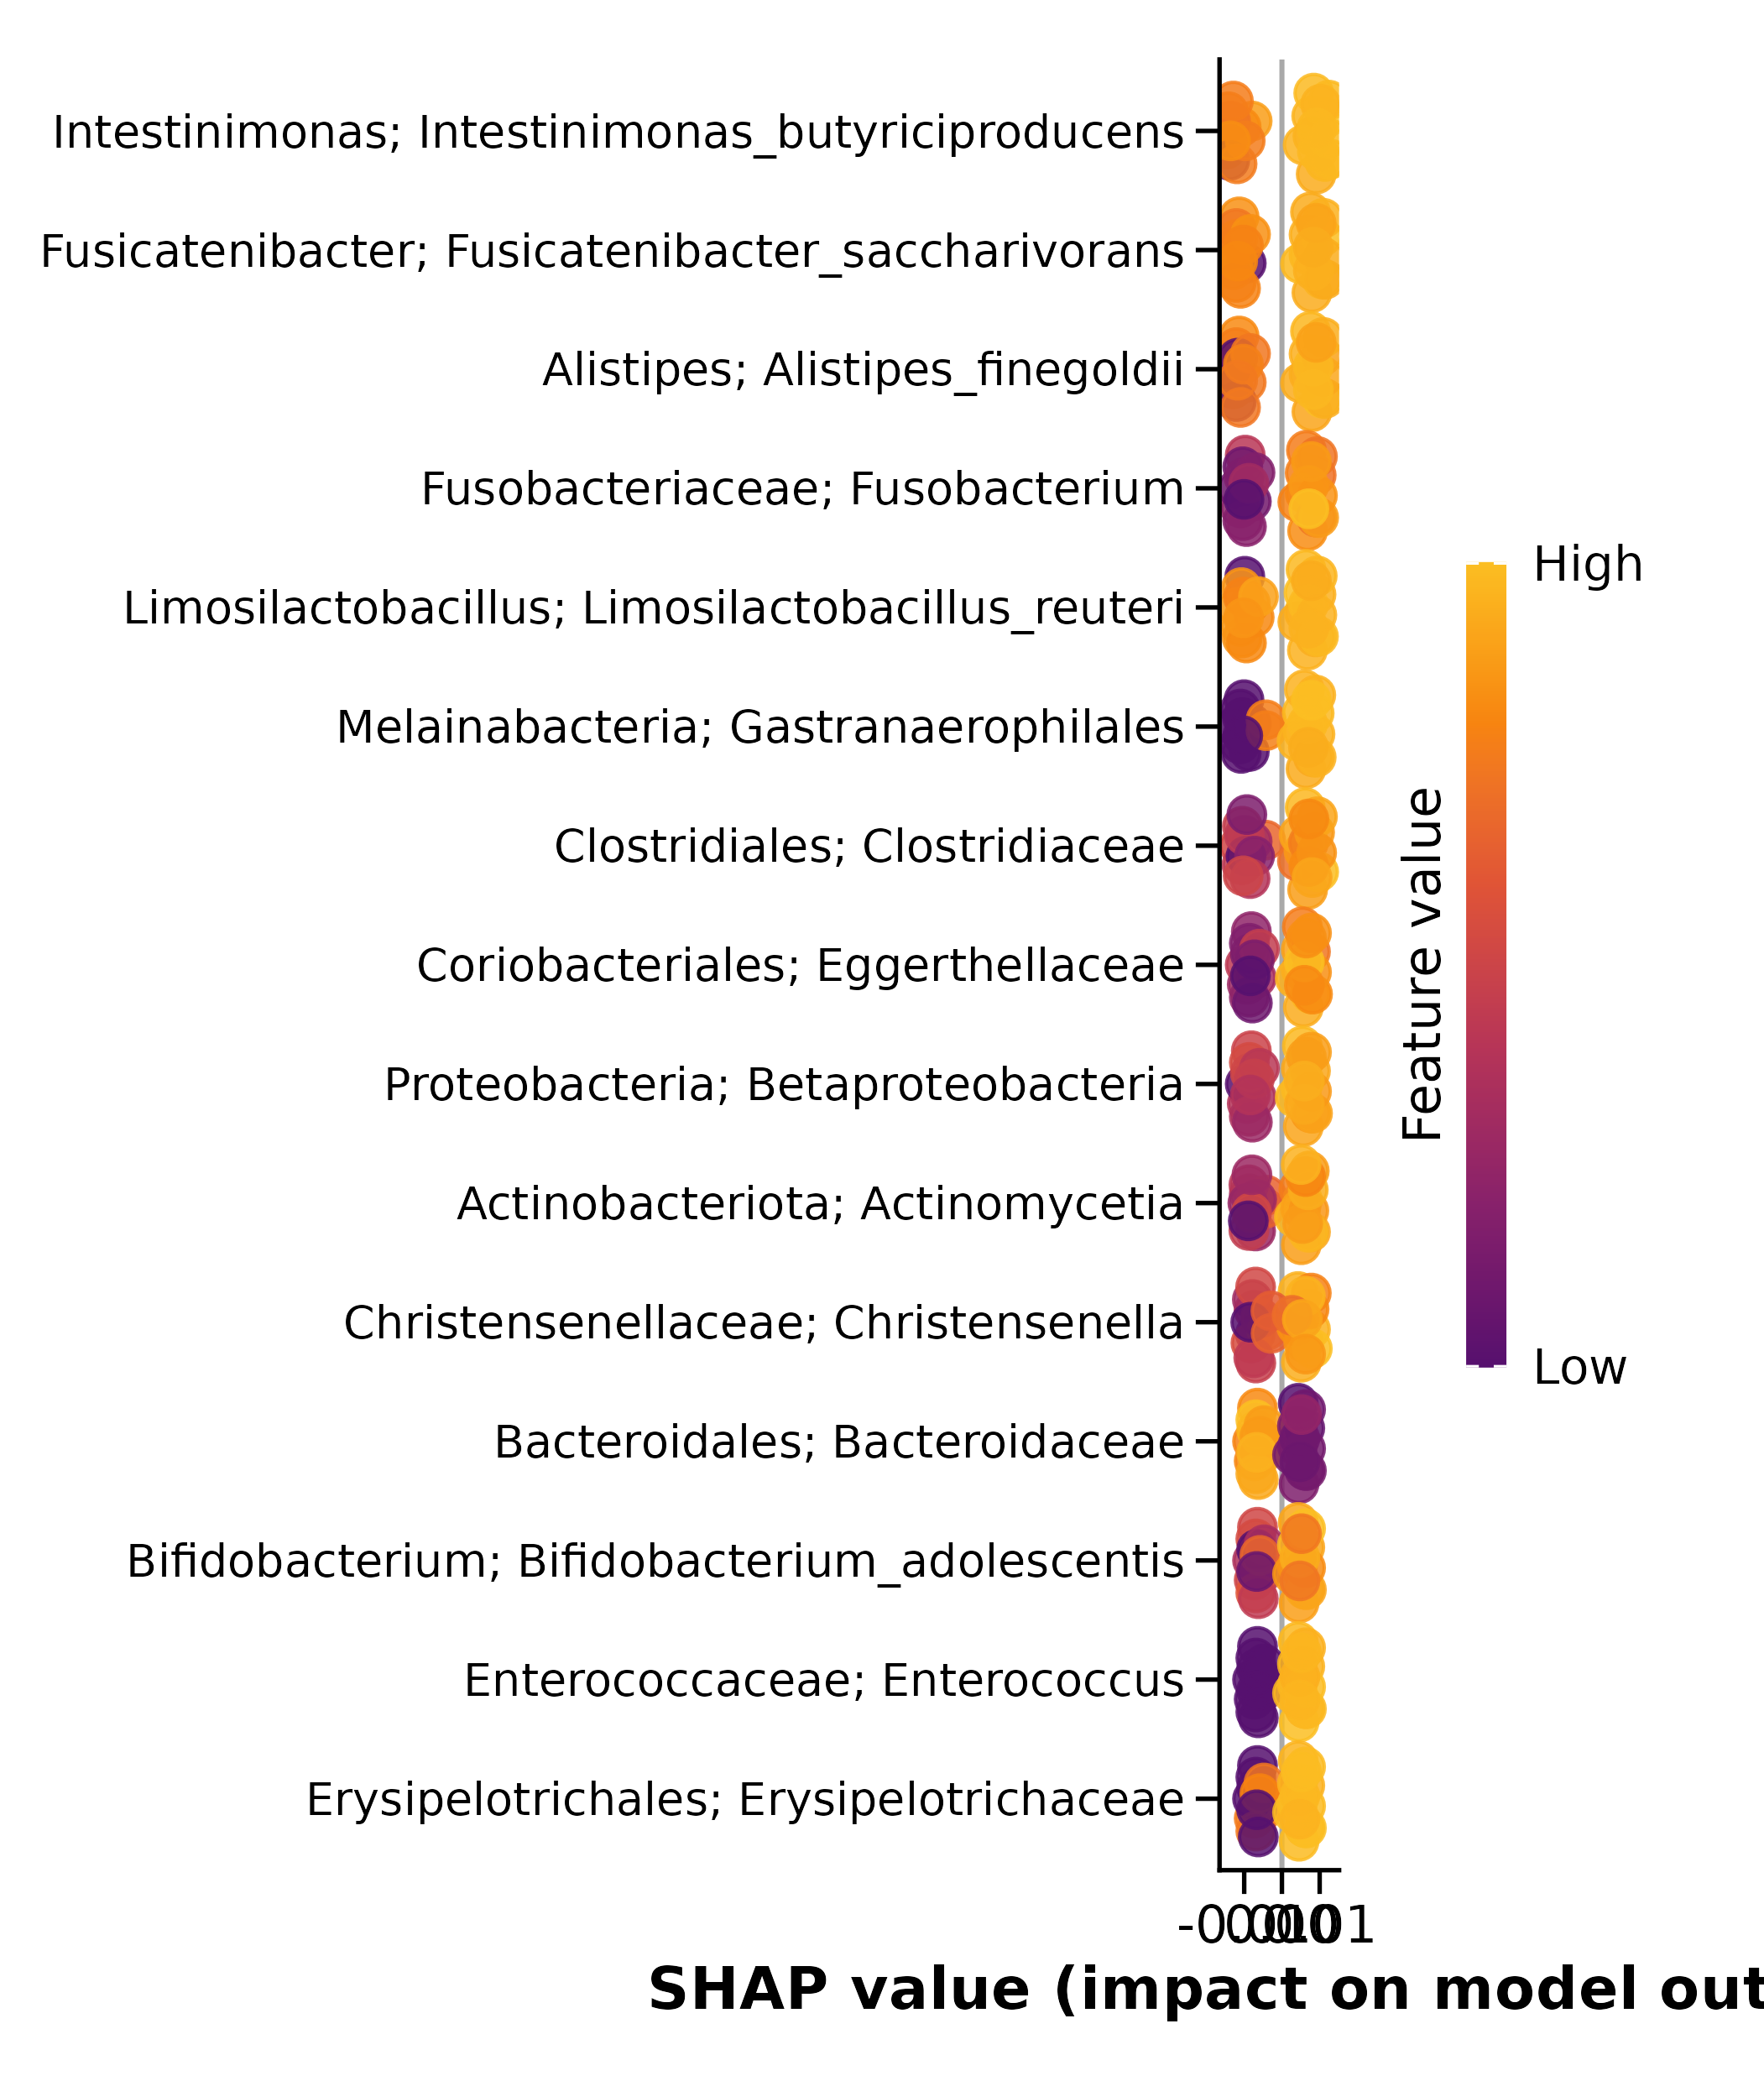 Intestinimonas; Intestinimonas_butyriciproducens
Fusicatenibacter; Fusicatenibacter_saccharivorans
Alistipes; Alistipes_finegoldii
Fusobacteriaceae; Fusobacterium
Limosilactobacillus; Limosilactobacillus_reuteri
Melainabacteria; Gastranaerophilales
Clostridiales; Clostridiaceae
Coriobacteriales; Eggerthellaceae
Proteobacteria; Betaproteobacteria
Actinobacteriota; Actinomycetia
Christensenellaceae; Christensenella
Bacteroidales; Bacteroidaceae
Bifidobacterium; Bifidobacterium_adolescentis
Enterococcaceae; Enterococcus
Erysipelotrichales; Erysipelotrichaceae
SHAP value (impact on model out
High
Feature value
Low